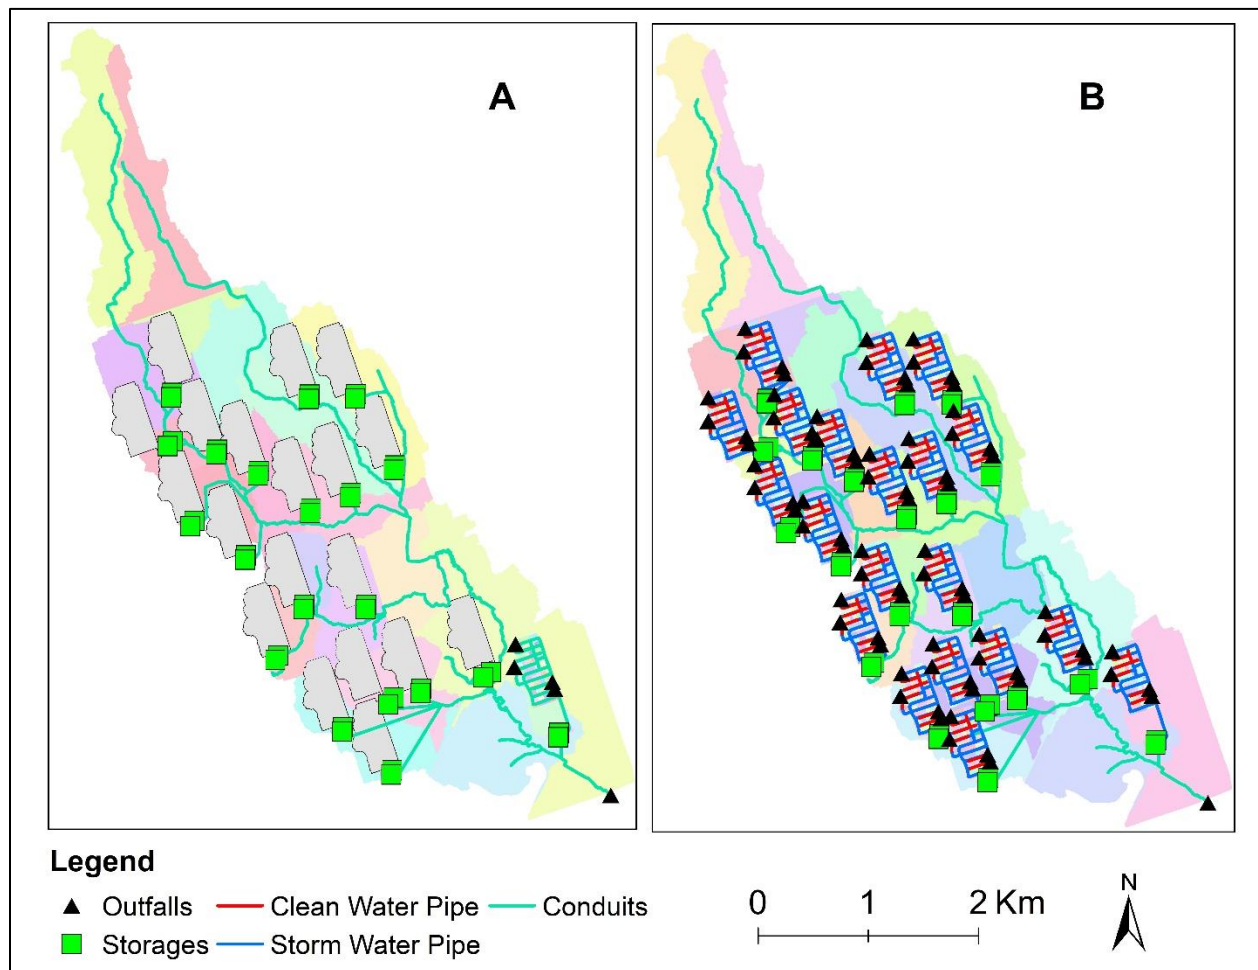 A
B
Legend
Outfalls Clean Water Pipe Conduits
Storages Storm Water Pipe
0 1 2 Km
N